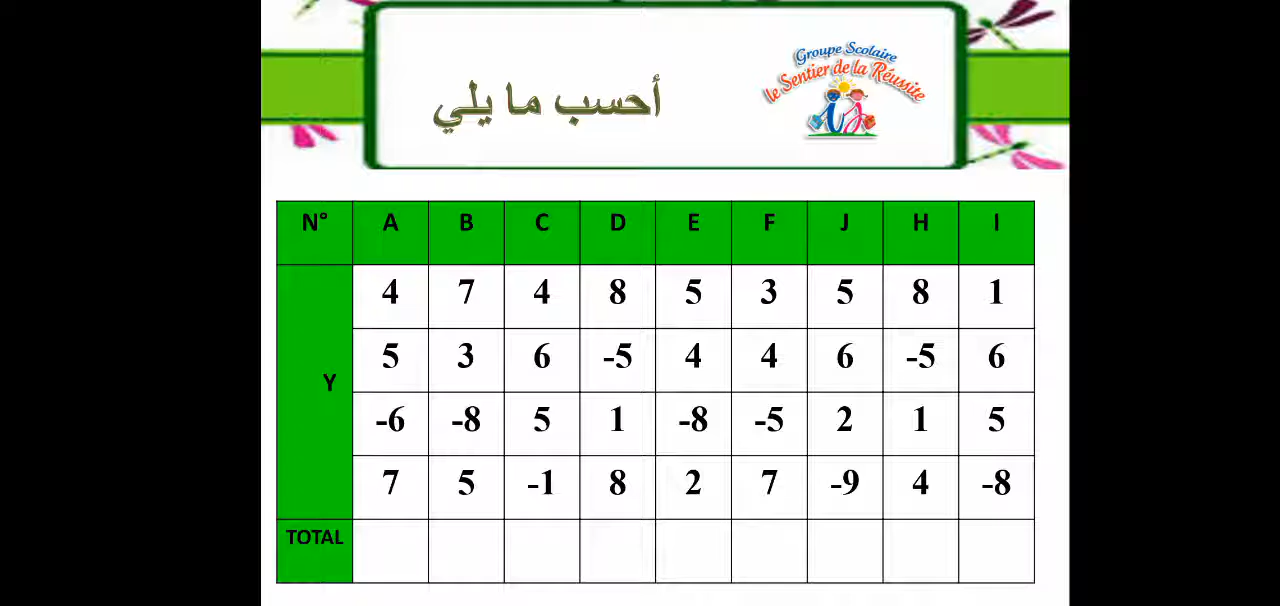 Groupe Scolaire
le Sentier de la Réussite
أحسب ما يلي
N° A B C D E F J H I
4 7 4 8 5 3 5 8 1
5 3 6 -5 4 4 6 -5 6
Y
-6 -8 5 1 -8 -5 2 1 5
7 5 -1 8 2 7 -9 4 -8
TOTAL